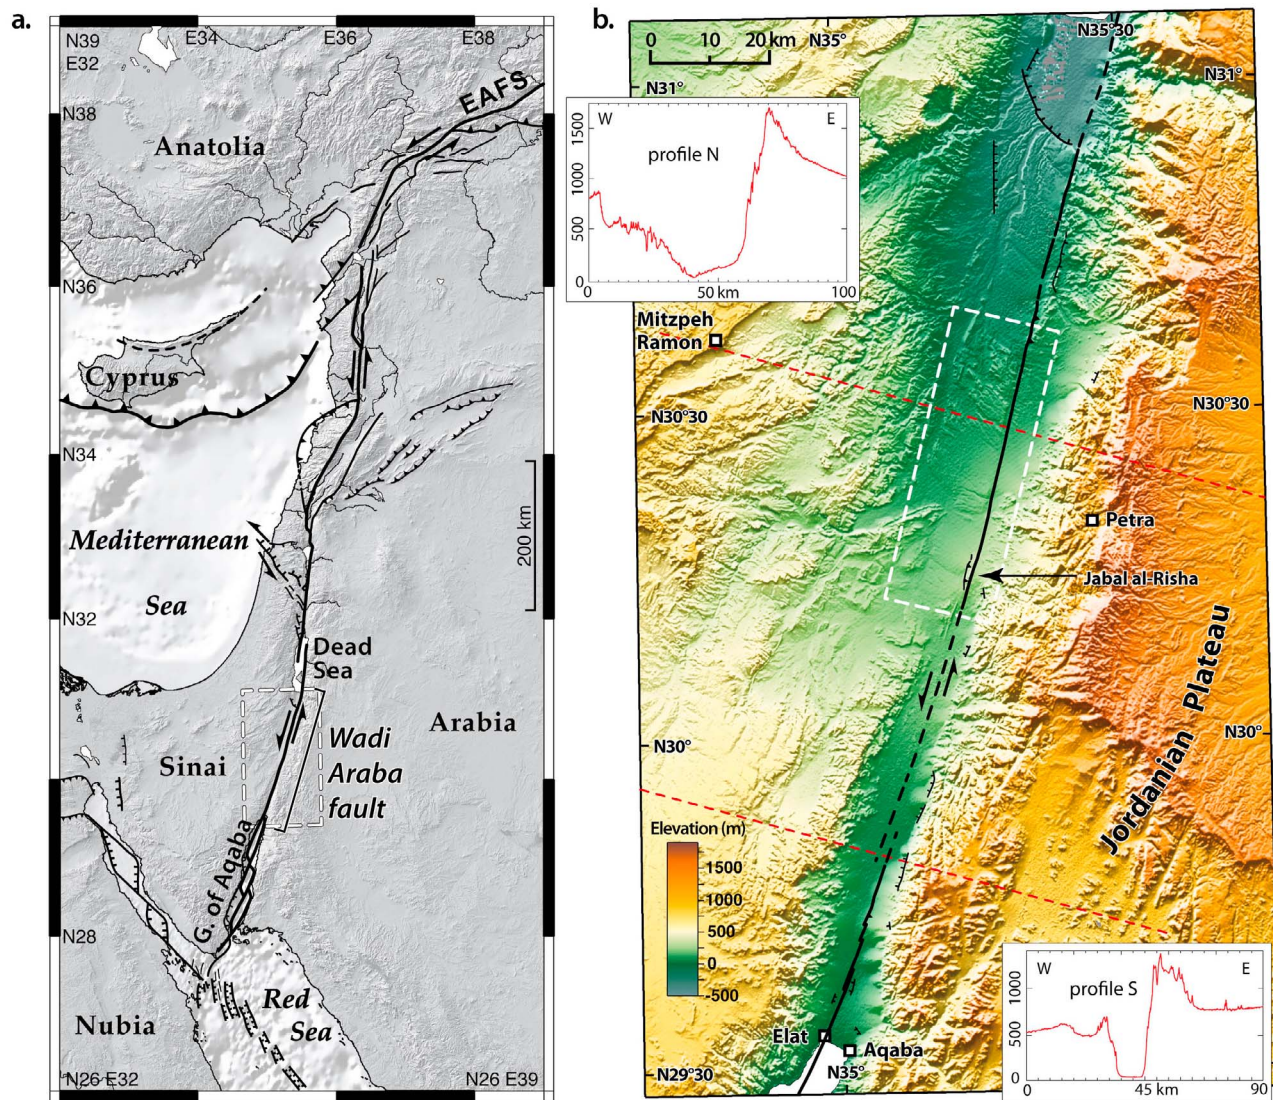 a.
N39
E32
E34
E36
E38
EAFS
N38
Anatolia
N36
Cyprus
N34
200 km
Mediterranean
Sea
N32
Dead
Sea
Arabia
Wadi
Araba
fault
Sinai
G. of Aqaba
N28
Red
Sea
Nubia
N26 E32
N26 E39
b.
0 10 20 km
N35°
N35°30
N31°
N31°
W E
profile N
1500
1000
500
0
0 50 km 100
Mitzpeh
Ramon
N30°30
N30°30
Petra
Jabal al-Risha
Jordanian Plateau
N30°
N30°
Elevation (m)
1500
1000
500
0
-500
W E
profile S
1000
500
0
0 45 km 90
Elat
Aqaba
N29°30
N35°